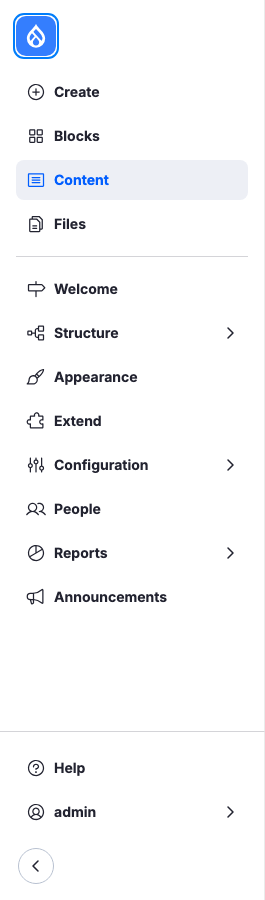 Create
Blocks
Content
Files
Welcome
Structure
Appearance
Extend
Configuration
People
Reports
Announcements
Help
admin